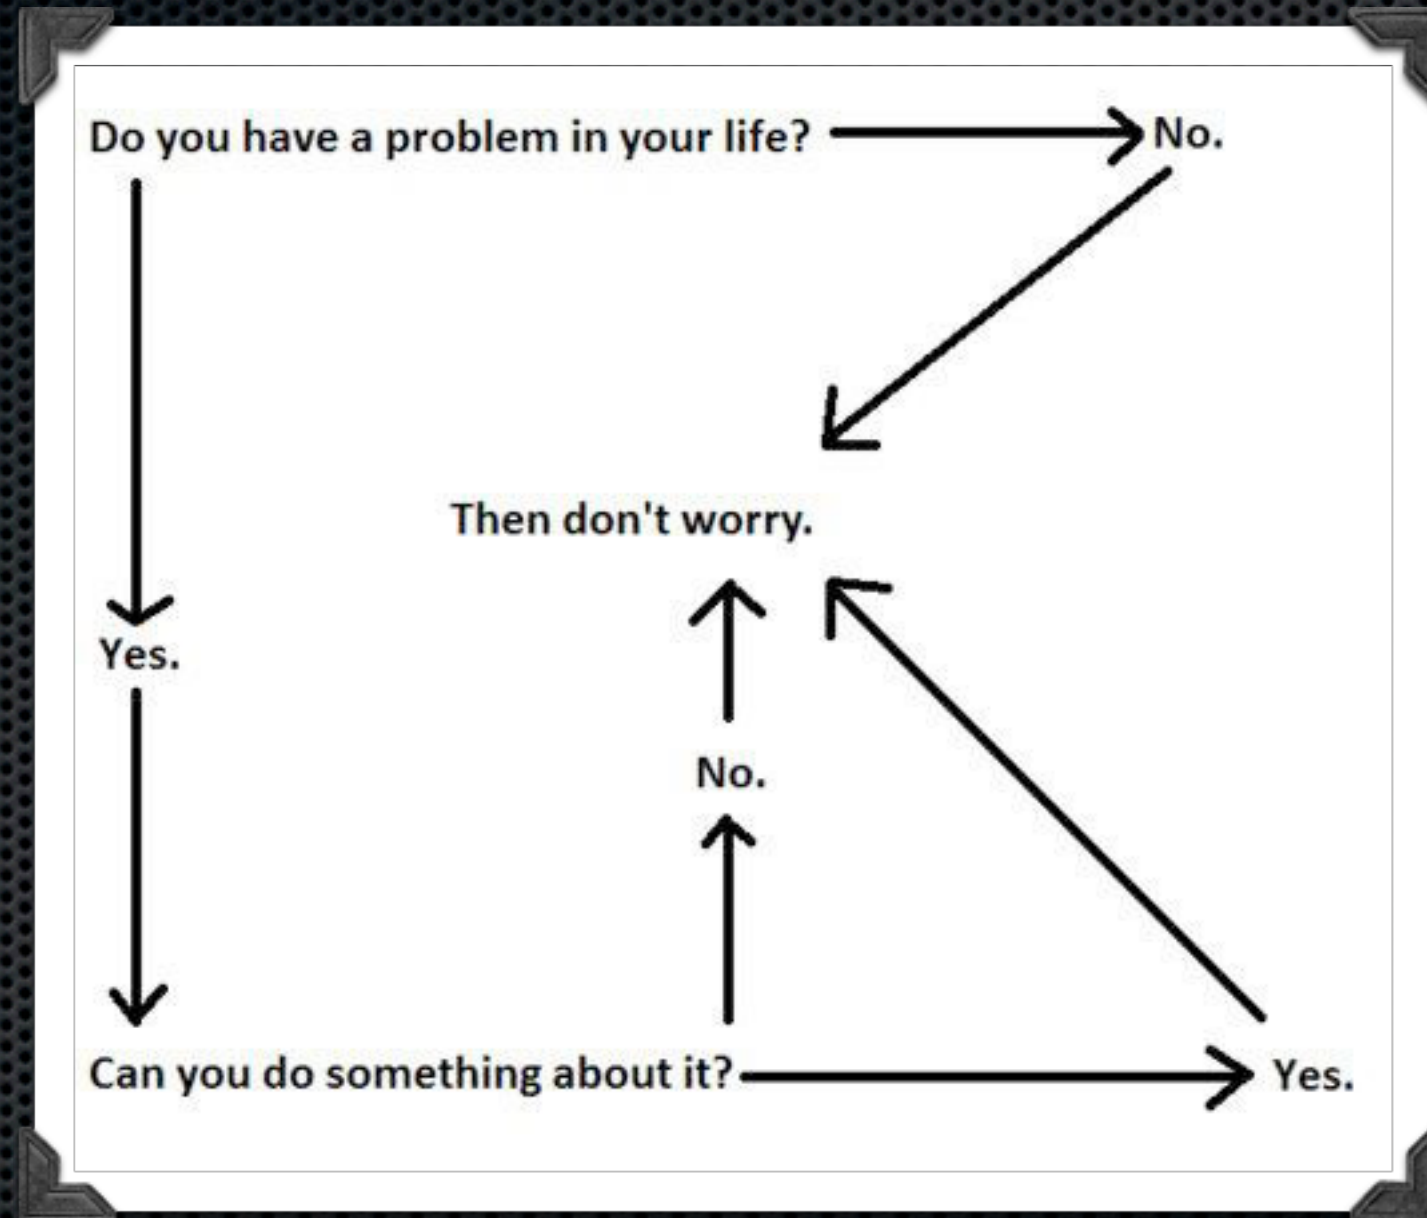 Do you have a problem in your life?
No.
Then don't worry.
Yes.
No.
Can you do something about it?
Yes.